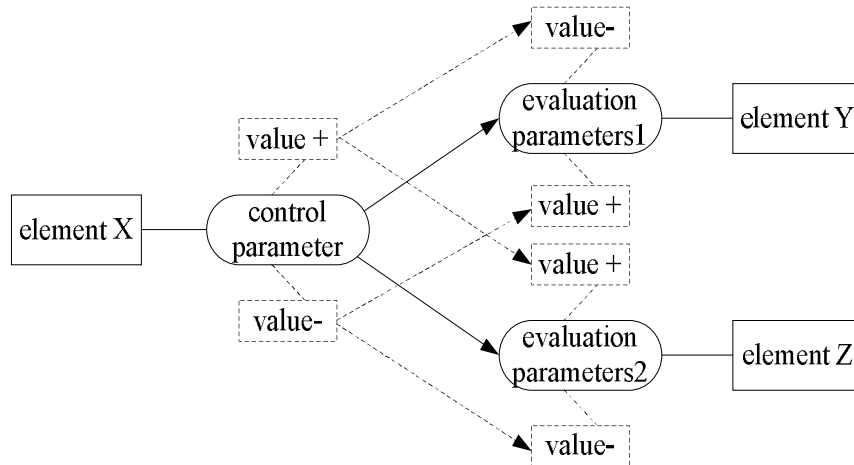 value-
evaluation
parameters1
element Y
value +
value +
control
parameter
element X
value +
value-
evaluation
parameters2
element Z
value-